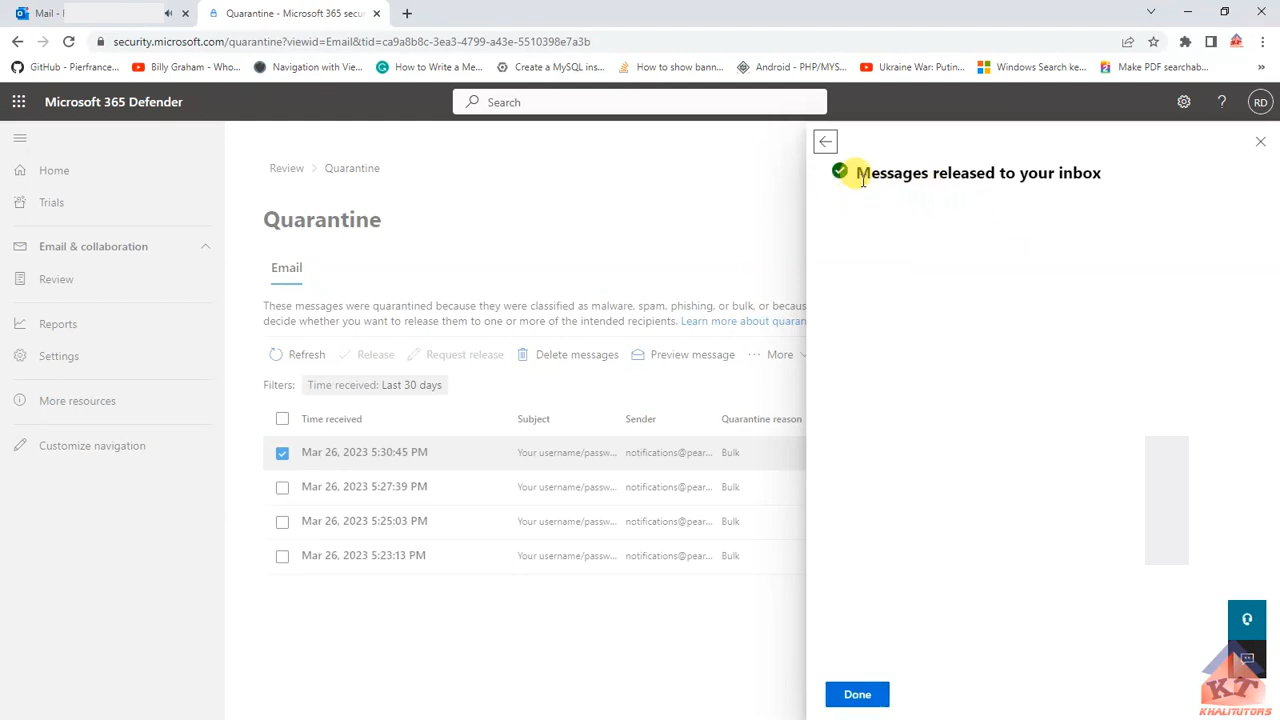 Mail -
Quarantine - Microsoft 365 secu
security.microsoft.com/quarantine?viewid=Email&tid=ca9a8b8c-3ea3-4799-a43e-5510398e7a3b
GitHub - Pierfrance...
Billy Graham - Who...
Navigation with Vie...
How to Write a Me...
Create a MySQL ins...
How to show bann...
Android - PHP/MYS...
Ukraine War: Putin...
Windows Search ke...
Make PDF searchab...
Microsoft 365 Defender
Search
RD
Home
Trials
Email & collaboration
Review
Reports
Settings
More resources
Customize navigation
Review > Quarantine
Quarantine
Email
These messages were quarantined because they were classified as malware, spam, phishing, or bulk, or becau
decide whether you want to release them to one or more of the intended recipients. Learn more about quaran
Refresh Release Request release Delete messages Preview message ... More
Filters: Time received: Last 30 days
Time received Subject Sender Quarantine reason
Mar 26, 2023 5:30:45 PM Your username/passw... notifications@pear... Bulk
Mar 26, 2023 5:27:39 PM Your username/passw... notifications@pear... Bulk
Mar 26, 2023 5:25:03 PM Your username/passw... notifications@pear... Bulk
Mar 26, 2023 5:23:13 PM Your username/passw... notifications@pear... Bulk
Messages released to your inbox
Done
KT
KHALITUTORS